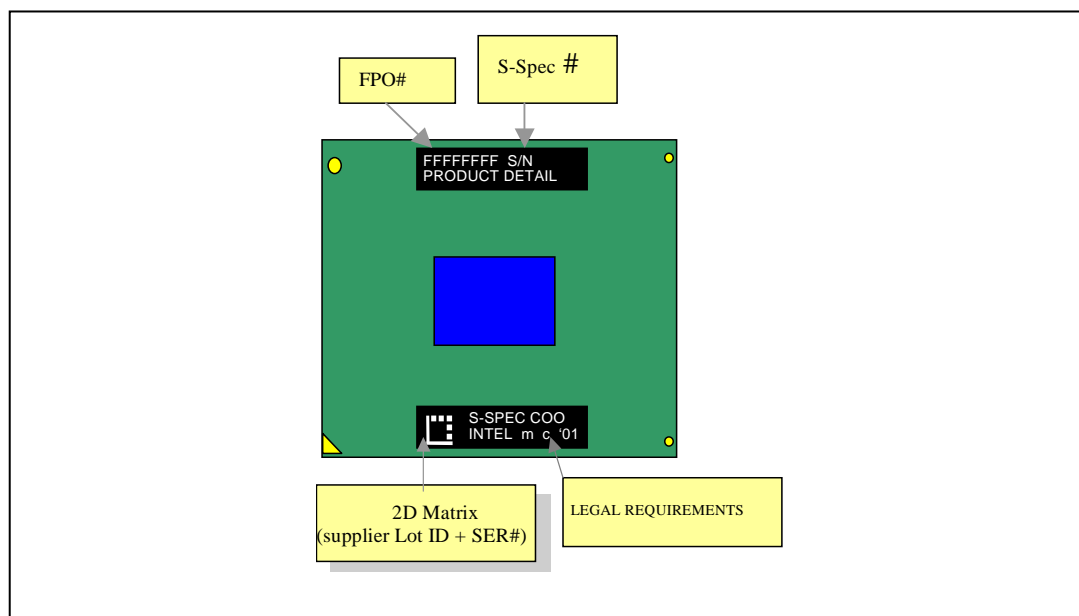 S-Spec #
FPO#
FFFFFFFF S/N
PRODUCT DETAIL
S-SPEC COO
INTEL m c '01
2D Matrix
(supplier Lot ID + SER#)
LEGAL REQUIREMENTS